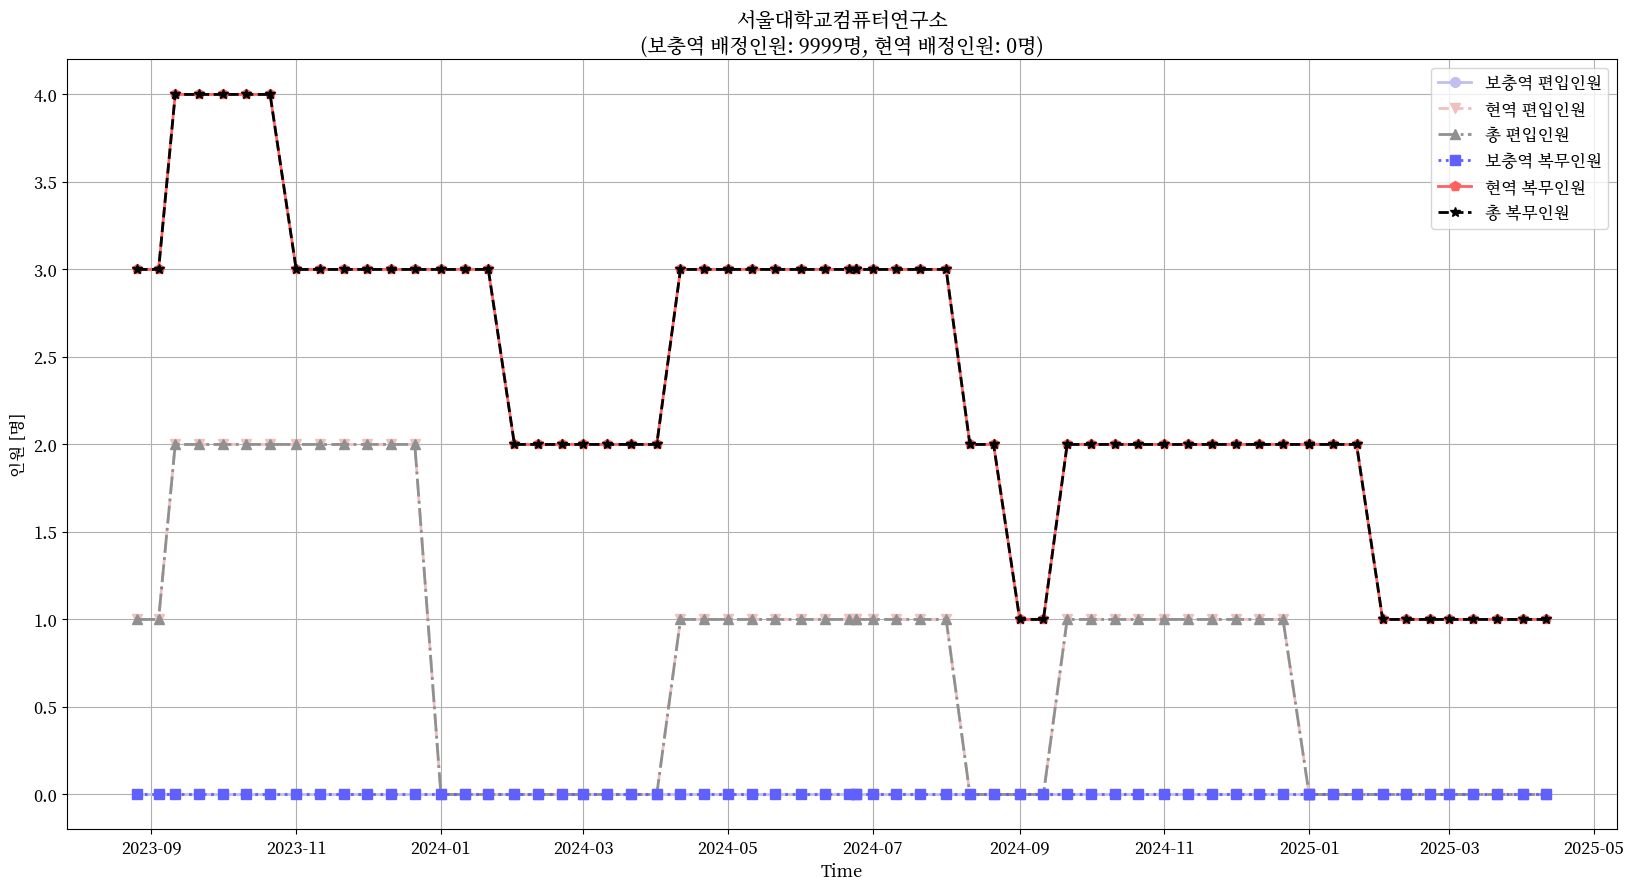 서울대학교컴퓨터연구소
(보충역 배정인원: 9999명, 현역 배정인원: 0명)
보충역 편입인원
현역 편입인원
총 편입인원
보충역 복무인원
현역 복무인원
총 복무인원
인원 [명]
4.0
3.5
3.0
2.5
2.0
1.5
1.0
0.5
0.0
2023-09 2023-11 2024-01 2024-03 2024-05 2024-07 2024-09 2024-11 2025-01 2025-03 2025-05
Time